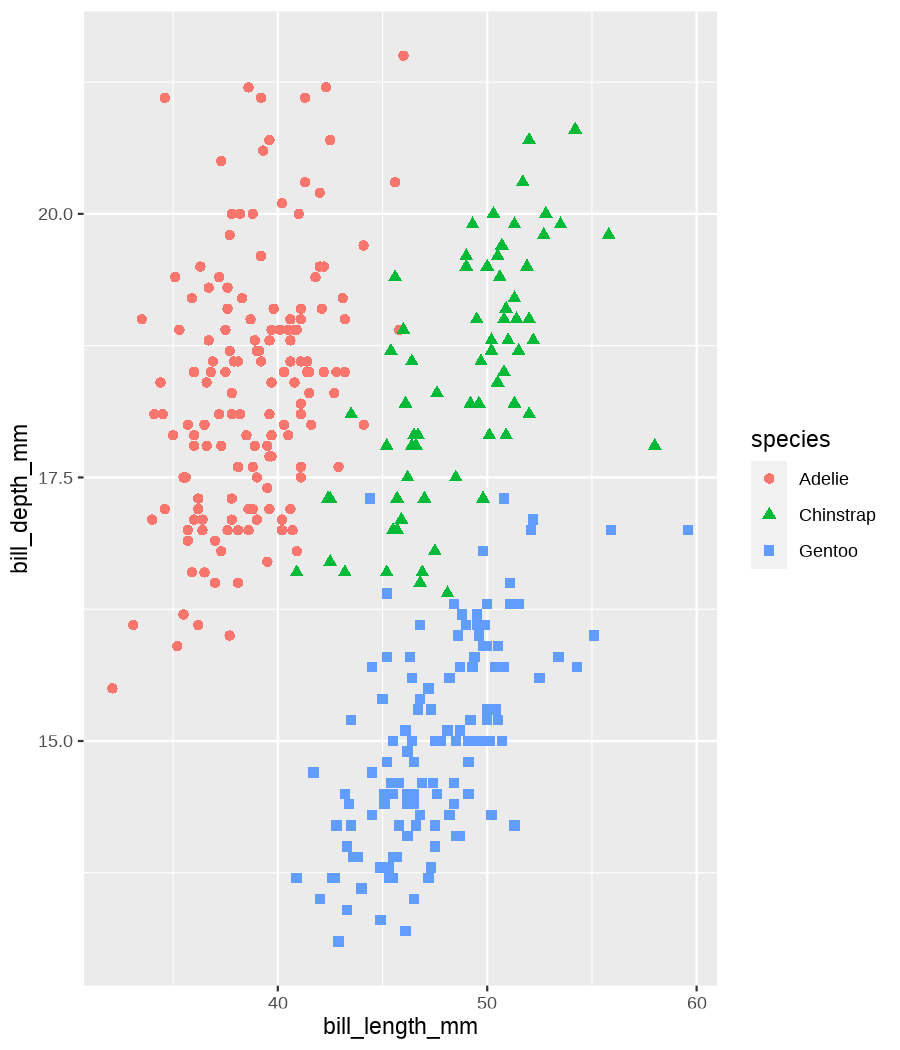 bill_depth_mm
20.0
17.5
15.0
40
50
60
bill_length_mm
species
Adelie
Chinstrap
Gentoo